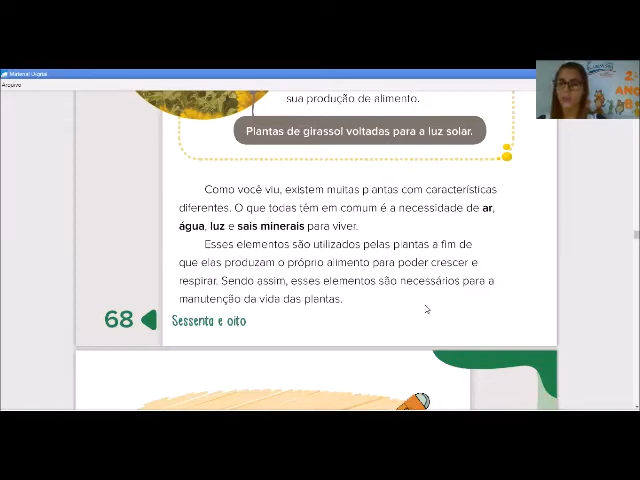 Material Digital
Arquivo
2º
ANO
B
sua produção de alimento.
Plantas de girassol voltadas para a luz solar.
Como você viu, existem muitas plantas com características
diferentes. O que todas têm em comum é a necessidade de ar,
água, luz e sais minerais para viver.
Esses elementos são utilizados pelas plantas a fim de
que elas produzam o próprio alimento para poder crescer e
respirar. Sendo assim, esses elementos são necessários para a
manutenção da vida das plantas.
68 Sessenta e oito